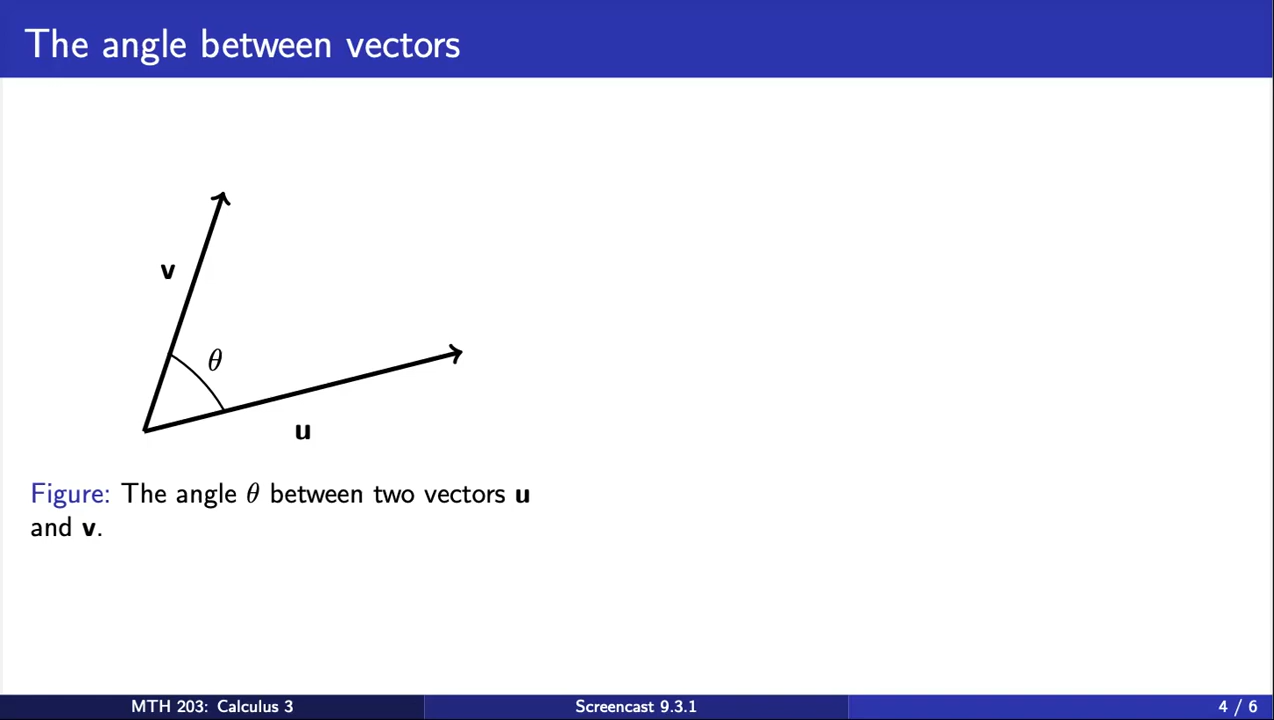 The angle between vectors
v
θ
u
Figure: The angle θ between two vectors u
and v.
MTH 203: Calculus 3
Screencast 9.3.1
4 / 6